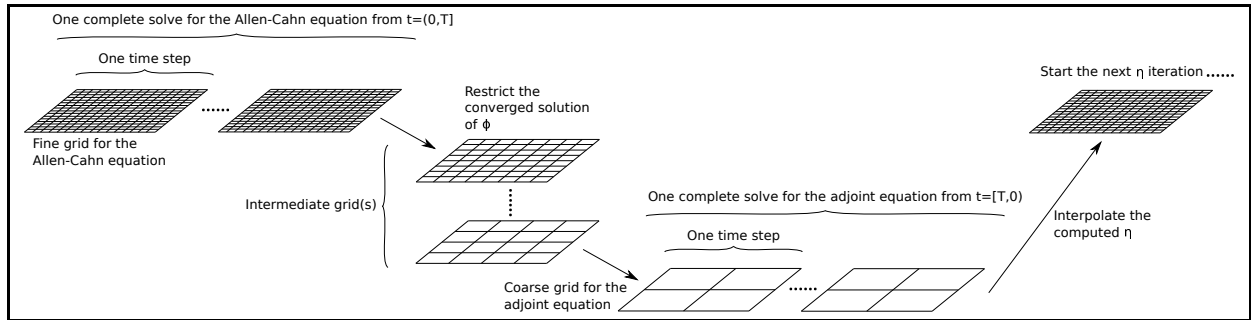 One complete solve for the Allen-Cahn equation from t=(0,T]
One time step
Fine grid for the
Allen-Cahn equation
Restrict the
converged solution
of ϕ
Intermediate grid(s)
Coarse grid for the
adjoint equation
One complete solve for the adjoint equation from t=[T,0)
One time step
Interpolate the
computed η
Start the next η iteration ......